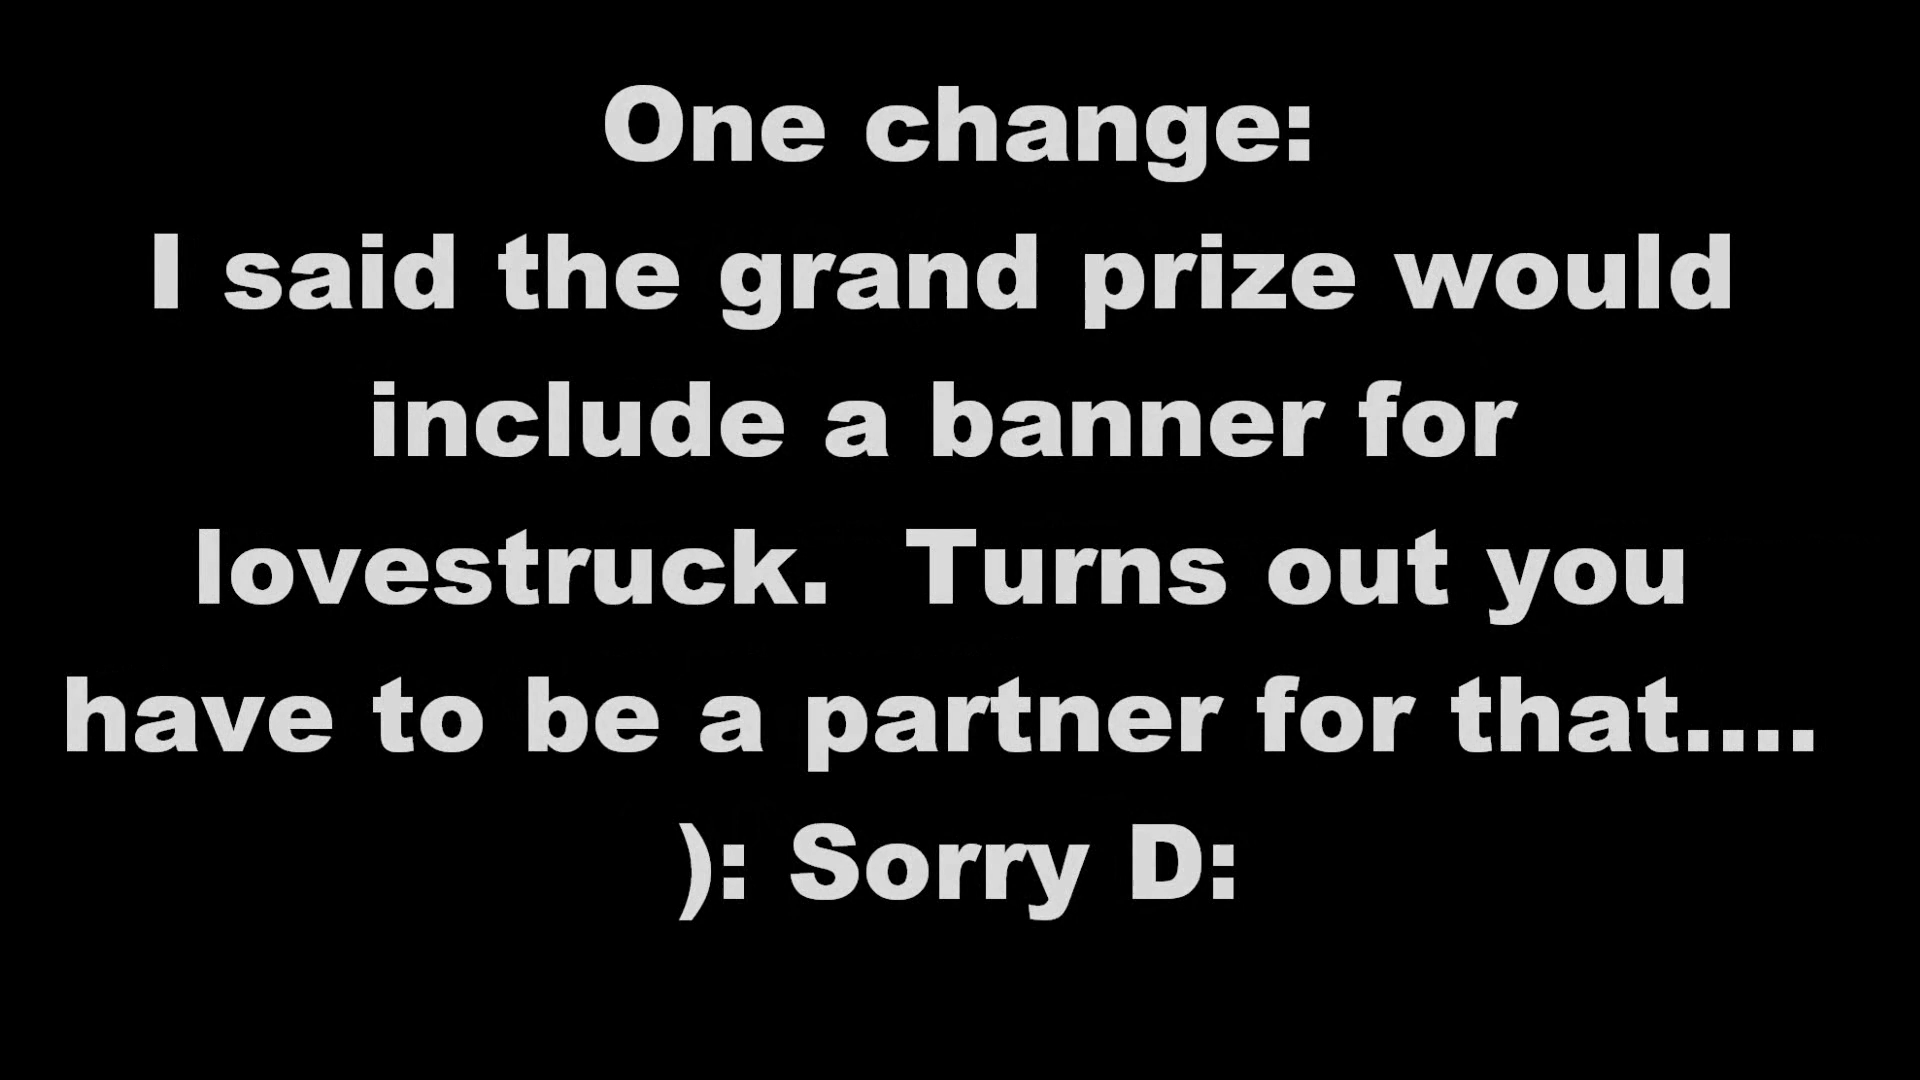 One change:
I said the grand prize would
include a banner for
lovestruck.  Turns out you
have to be a partner for that....
): Sorry D: